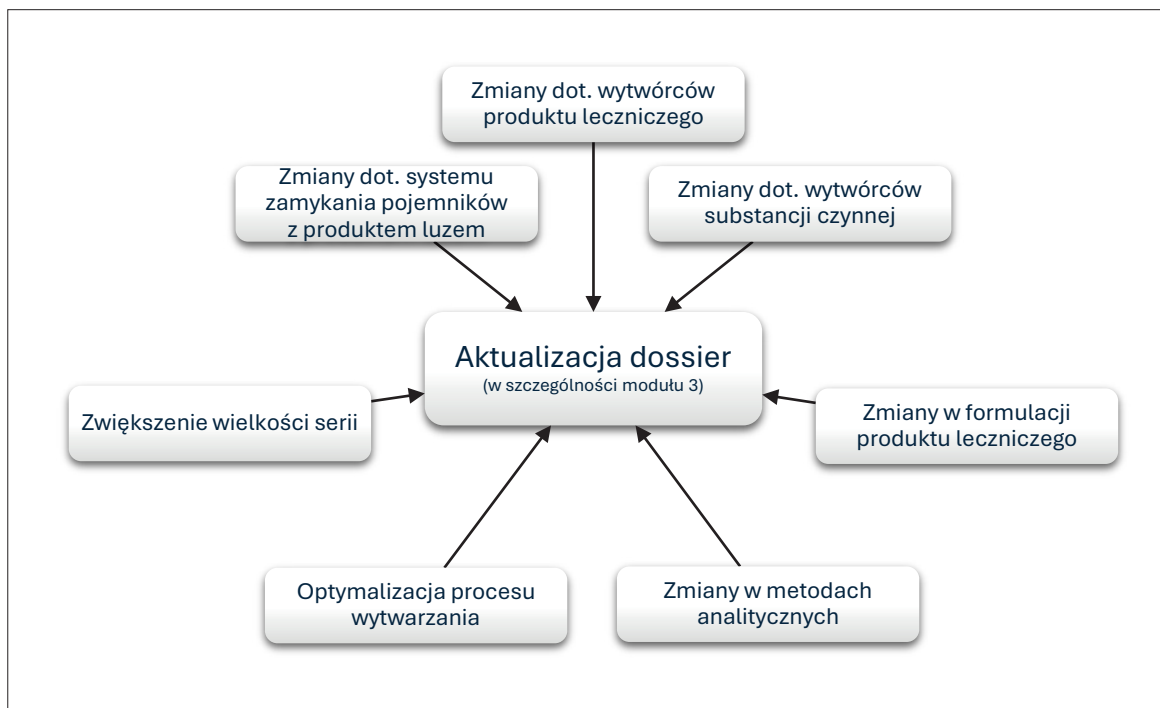 Zmiany dot. wytwórców
produktu leczniczego
Zmiany dot. systemu
zamykania pojemników
z produktem luzem
Zmiany dot. wytwórców
substancji czynnej
Aktualizacja dossier
(w szczególności modułu 3)
Zwiększenie wielkości serii
Zmiany w formulacji
produktu leczniczego
Optymalizacja procesu
wytwarzania
Zmiany w metodach
analitycznych